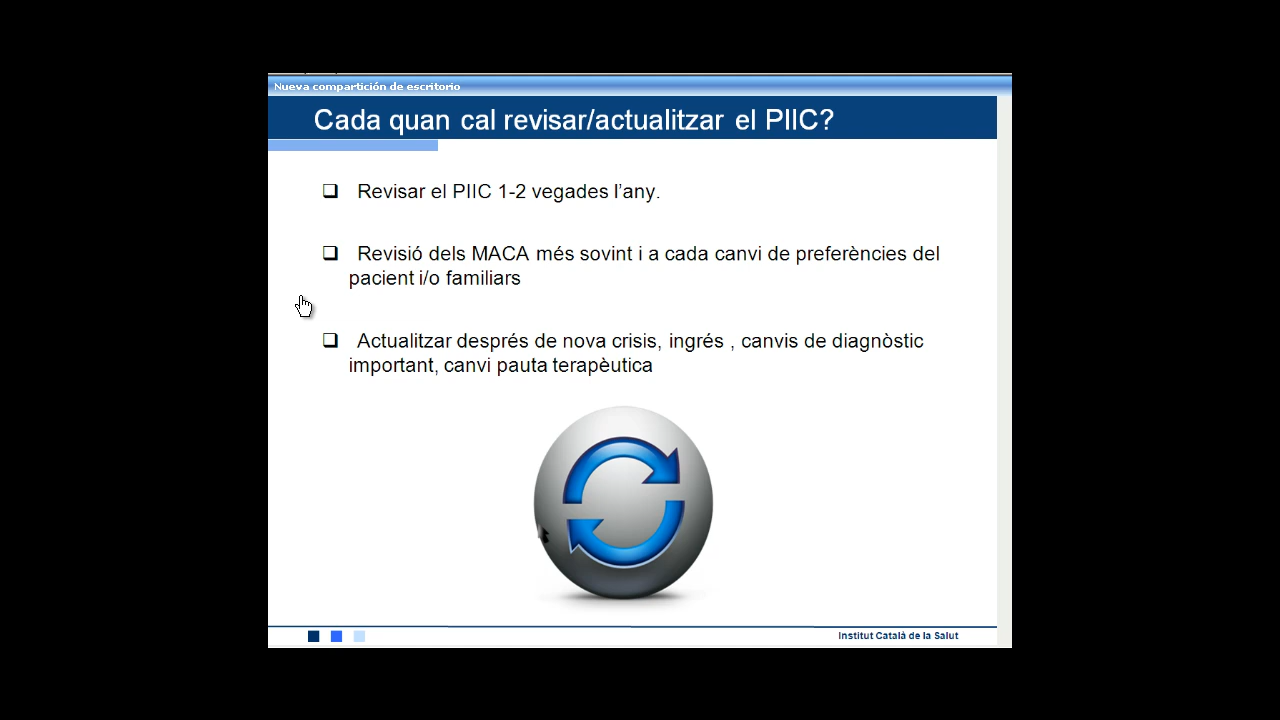 Nueva compartición de escritorio
Cada quan cal revisar/actualitzar el PIIC?
Revisar el PIIC 1-2 vegades l’any.
Revisió dels MACA més sovint i a cada canvi de preferències del
pacient i/o familiars
Actualitzar després de nova crisis, ingrés , canvis de diagnòstic
important, canvi pauta terapèutica
Institut Català de la Salut